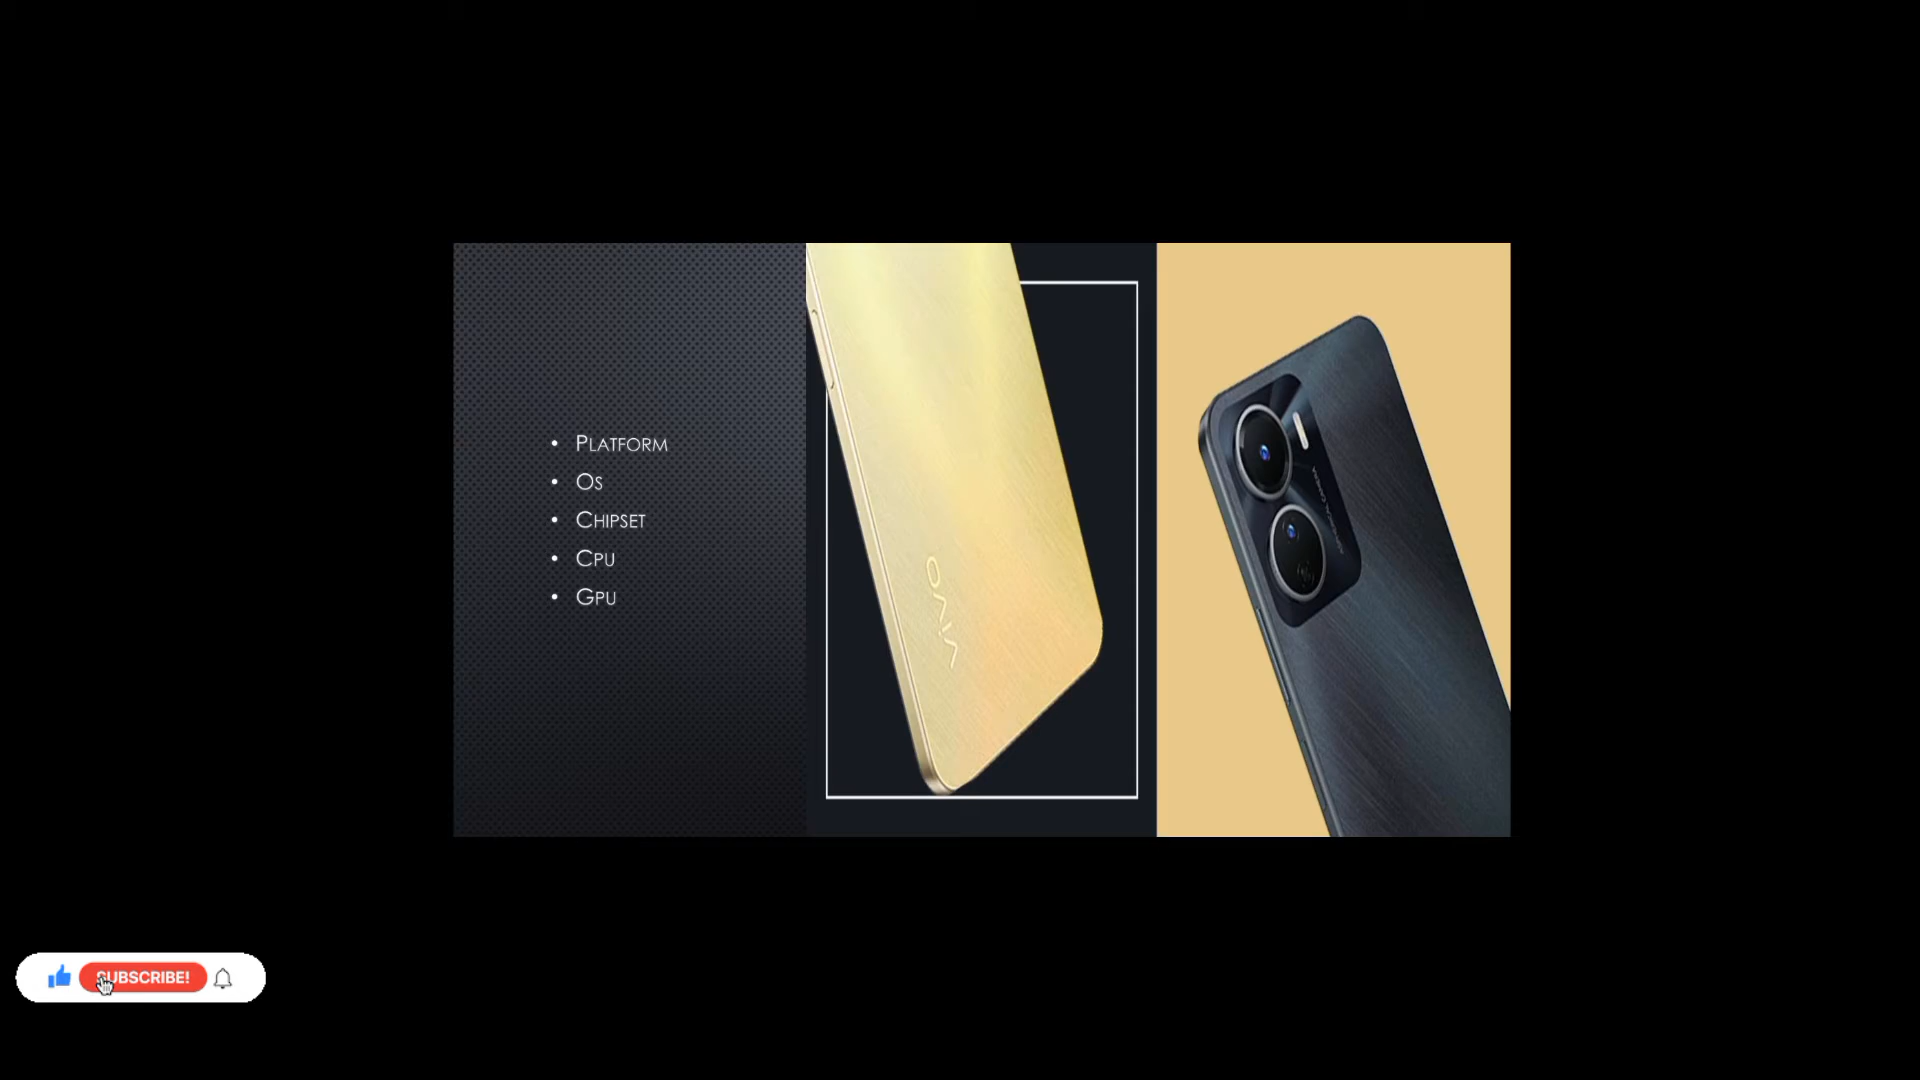 • Platform
• Os
• Chipset
• Cpu
• Gpu
vivo
SUBSCRIBE!